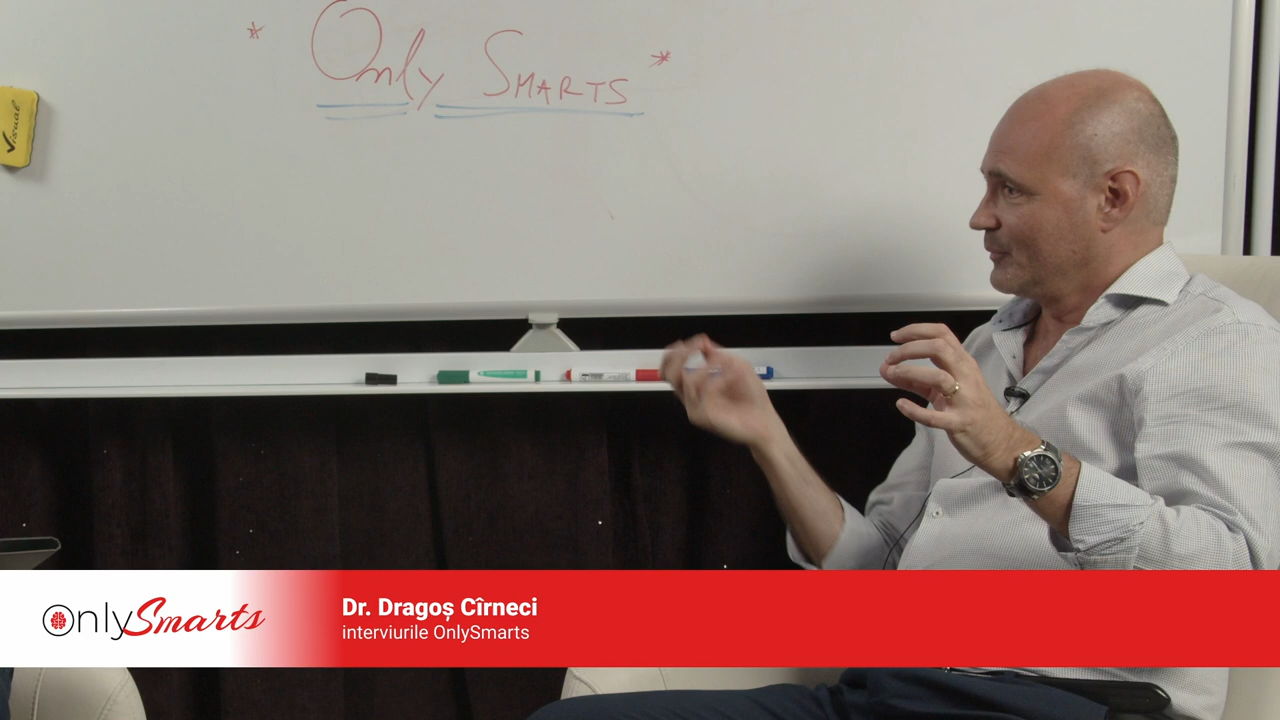 * Only SMARTS *
Visual
OnlySmarts
Dr. Dragoș Cîrneci
interviurile OnlySmarts